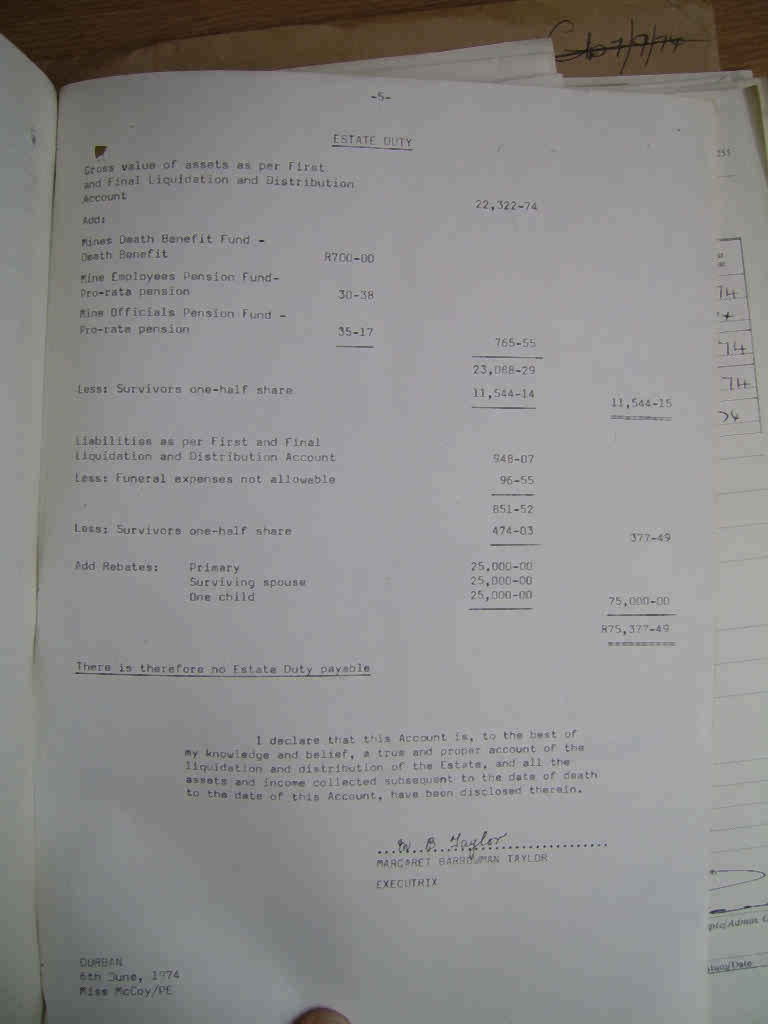 -5-
ESTATE DUTY
Gross value of assets as per First
and Final Liquidation and Distribution
Account 22,322-74
Add:
Mines Death Benefit Fund -
Death Benefit R700-00
Mine Employees Pension Fund-
Pro-rata pension 30-38
Mine Officials Pension Fund -
Pro-rata pension 35-17 765-55
23,088-29
Less: Survivors one-half share 11,544-14 11,544-15
Liabilities as per First and Final
Liquidation and Distribution Account 948-07
Less: Funeral expenses not allowable 96-55
851-52
Less: Survivors one-half share 474-03 377-49
Add Rebates: Primary 25,000-00
Surviving spouse 25,000-00
One child 25,000-00 75,000-00
R75,377-49
There is therefore no Estate Duty payable
I declare that this Account is, to the best of
my knowledge and belief, a true and proper account of the
liquidation and distribution of the Estate, and all the
assets and income collected subsequent to the date of death
to the date of this Account, have been disclosed therein.
M. B. Taylor
MARGARET BARROWMAN TAYLOR
EXECUTRIX
DURBAN
6th June, 1974
Miss McCoy/PE
7/9/74
74
74
74
74